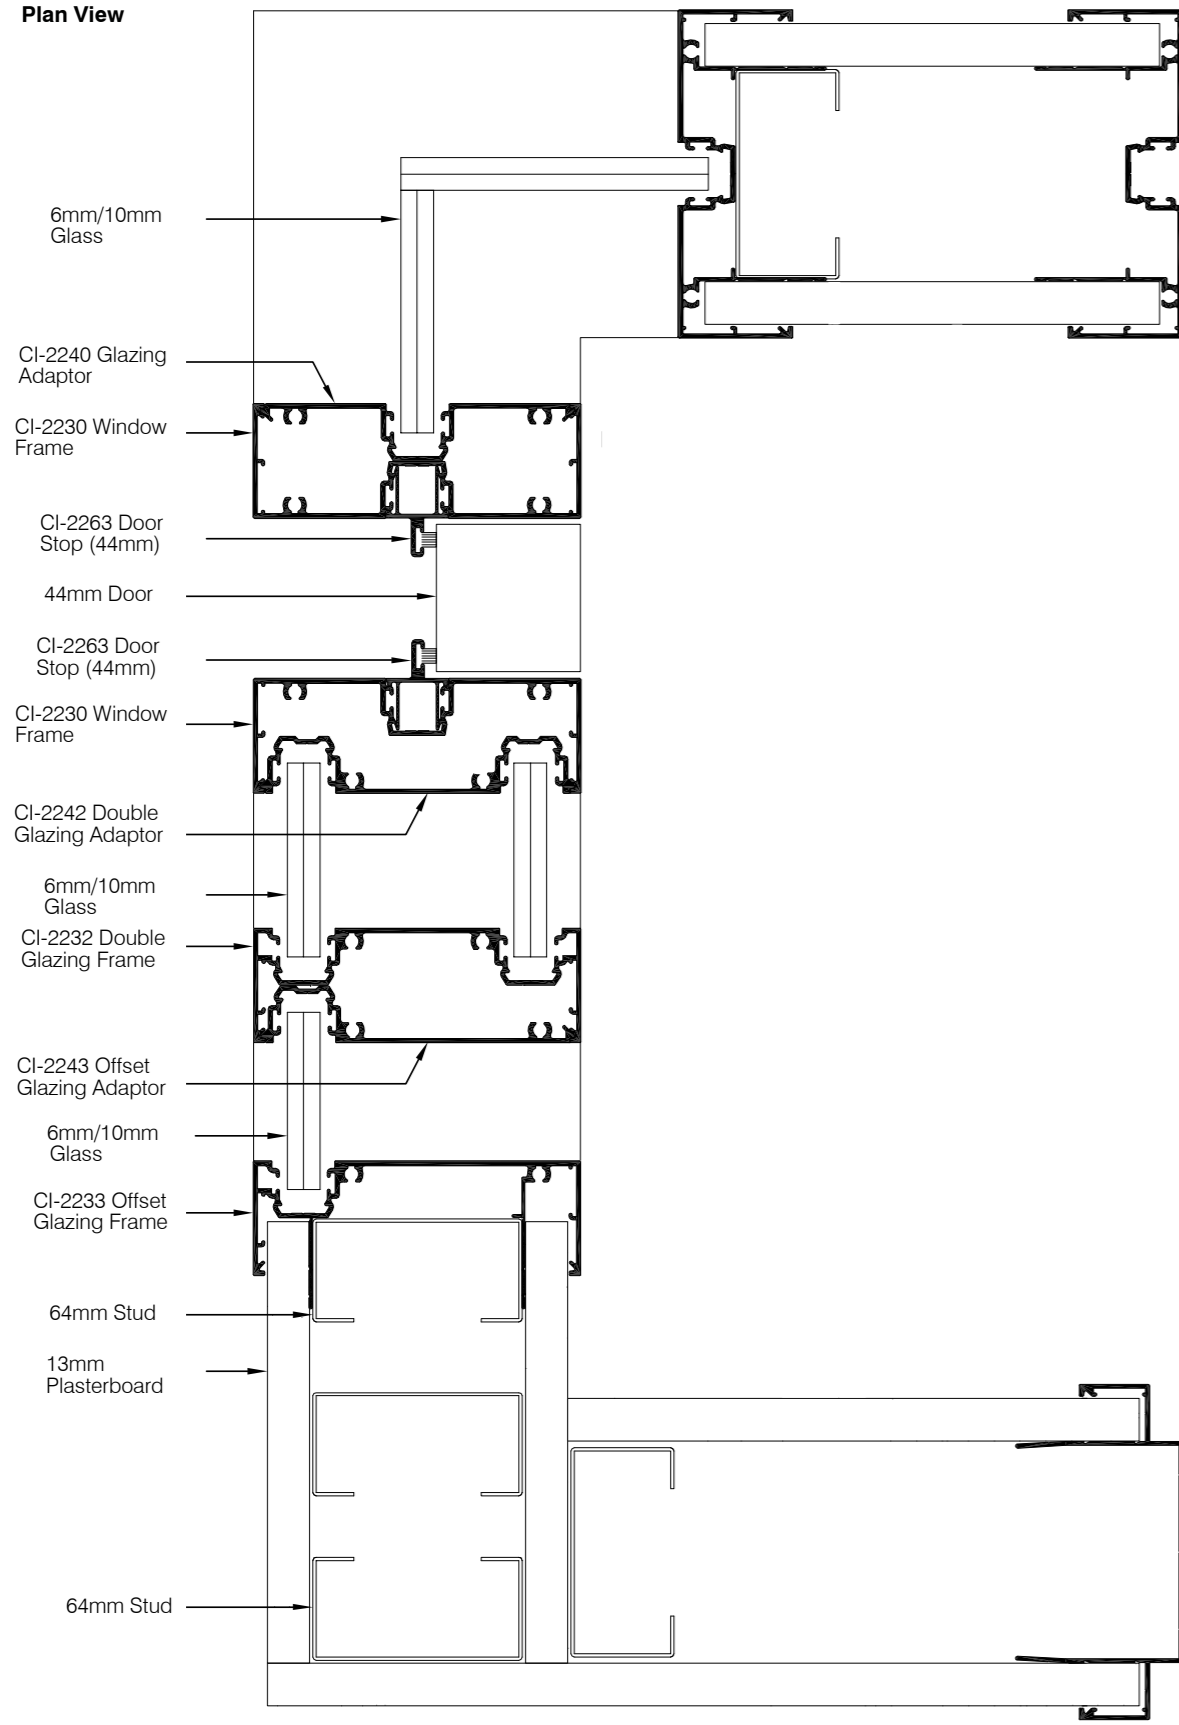 Plan View
6mm/10mm
Glass
CI-2240 Glazing
Adaptor
CI-2230 Window
Frame
CI-2263 Door
Stop (44mm)
44mm Door
CI-2263 Door
Stop (44mm)
CI-2230 Window
Frame
CI-2242 Double
Glazing Adaptor
6mm/10mm
Glass
CI-2232 Double
Glazing Frame
CI-2243 Offset
Glazing Adaptor
6mm/10mm
Glass
CI-2233 Offset
Glazing Frame
64mm Stud
13mm
Plasterboard
64mm Stud